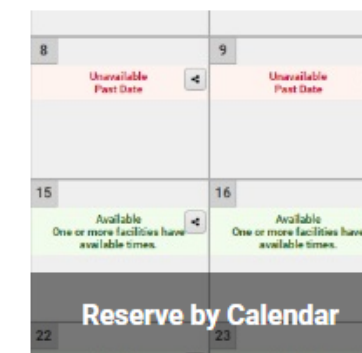 8 9
Unavailable Unavailable
Past Date Past Date
15 16
Available Available
One or more facilities have One or more facilities have
available times. available times.
Reserve by Calendar
22 23